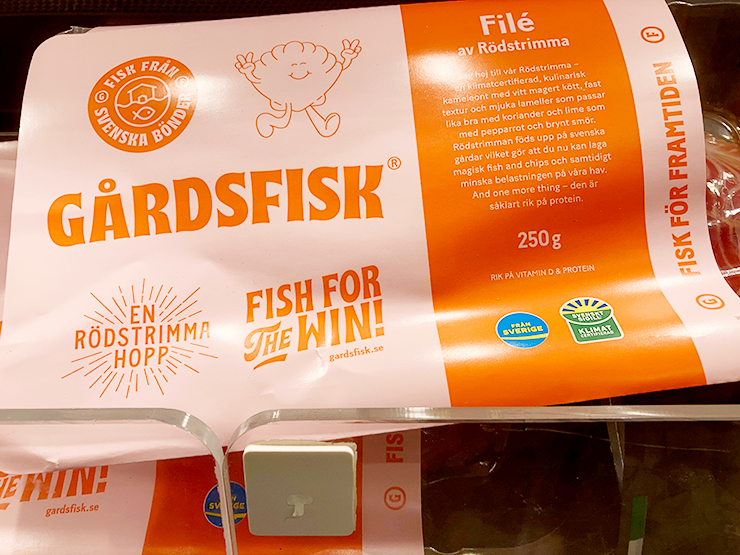 FISK FRÅN
SVENSKA BÖNDER
GÅRDSFISK®
EN
RÖDSTRIMMA
HOPP
FISH FOR
THE WIN!
gardsfisk.se
Filé
av Rödstrimma
hej till vår Rödstrimma –
en klimatcertifierad, kulinarisk
kameleont med vitt magert kött, fast
textur och mjuka lameller som passar
lika bra med koriander och lime som
med pepparrot och brynt smör.
Rödstrimman föds upp på svenska
gårdar vilket gör att du nu kan laga
magisk fish and chips och samtidigt
minska belastningen på våra hav.
And one more thing – den är
såklart rik på protein.
250 g
RIK PÅ VITAMIN D & PROTEIN
FRÅN
SVERIGE
SVENSKT
SIGILL
KLIMAT
CERTIFIERAD
G
FISK FÖR FRAMTIDEN
F
THE WIN!
gardsfisk.se
FRÅN
SVERIGE
G
FIS